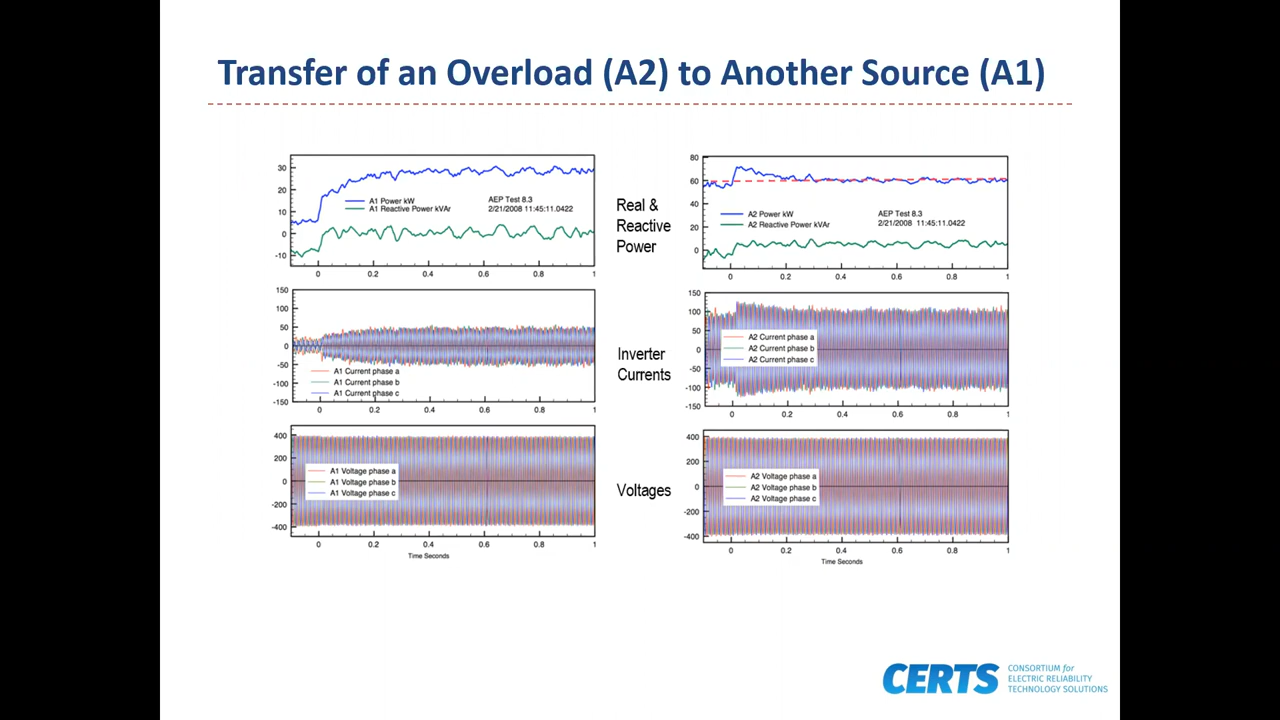 Transfer of an Overload (A2) to Another Source (A1)
30
20
10
0
-10
A1 Power kW
A1 Reactive Power kVAr
AEP Test 8.3
2/21/2008 11:45:11.0422
0 0.2 0.4 0.6 0.8 1
Real &
Reactive
Power
80
60
40
20
0
A2 Power kW
A2 Reactive Power kVAr
AEP Test 8.3
2/21/2008 11:45:11.0422
0 0.2 0.4 0.6 0.8 1
150
100
50
0
-50
-100
-150
A1 Current phase a
A1 Current phase b
A1 Current phase c
0 0.2 0.4 0.6 0.8 1
Inverter
Currents
150
100
50
0
-50
-100
-150
A2 Current phase a
A2 Current phase b
A2 Current phase c
0 0.2 0.4 0.6 0.8 1
400
200
0
-200
-400
A1 Voltage phase a
A1 Voltage phase b
A1 Voltage phase c
0 0.2 0.4 0.6 0.8 1
Time Seconds
Voltages
400
200
0
-200
-400
A2 Voltage phase a
A2 Voltage phase b
A2 Voltage phase c
0 0.2 0.4 0.6 0.8 1
Time Seconds
CERTS
CONSORTIUM for
ELECTRIC RELIABILITY
TECHNOLOGY SOLUTIONS